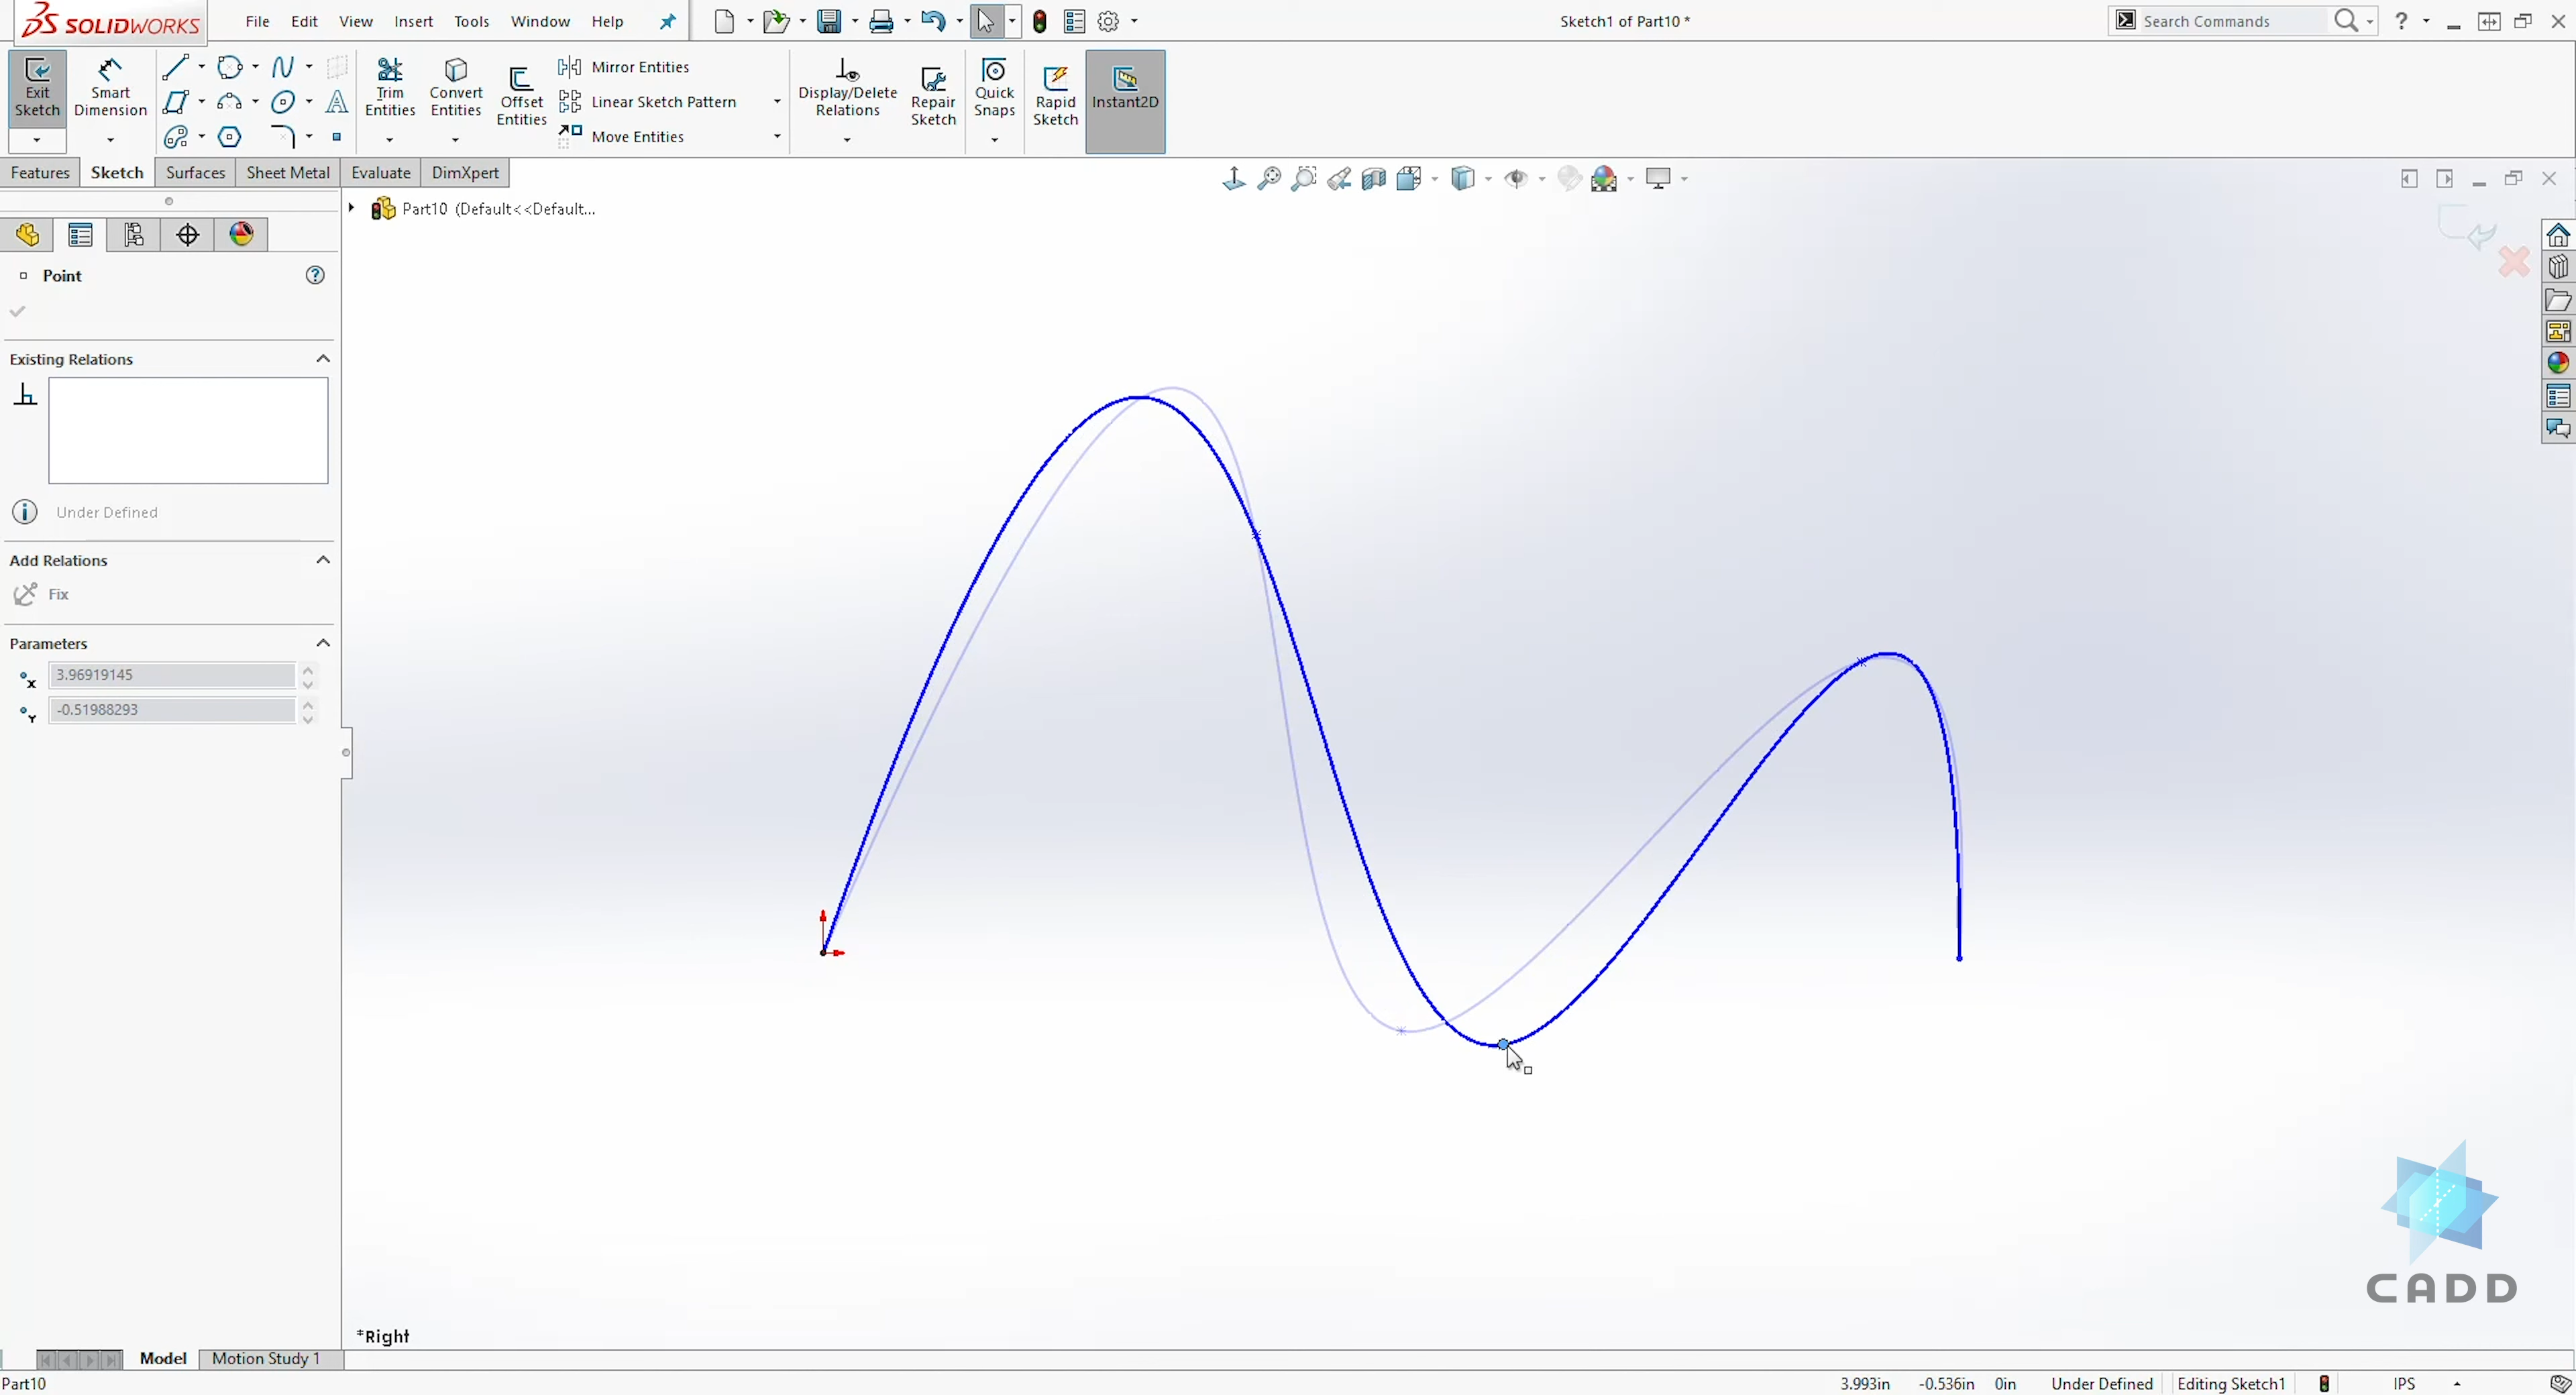 SOLIDWORKS File Edit View Insert Tools Window Help Sketch1 of Part10 * Search Commands
Exit Sketch
Smart Dimension
Trim Entities
Convert Entities
Offset Entities
Mirror Entities
Linear Sketch Pattern
Move Entities
Display/Delete Relations
Repair Sketch
Quick Snaps
Rapid Sketch
Instant2D
Features Sketch Surfaces Sheet Metal Evaluate DimXpert
Part10 (Default<<Default...
Point
Existing Relations
Under Defined
Add Relations
Fix
Parameters
X 3.96919145
Y -0.51988293
CADD
*Right
Model Motion Study 1
Part10 3.993in -0.536in 0in Under Defined Editing Sketch1 IPS